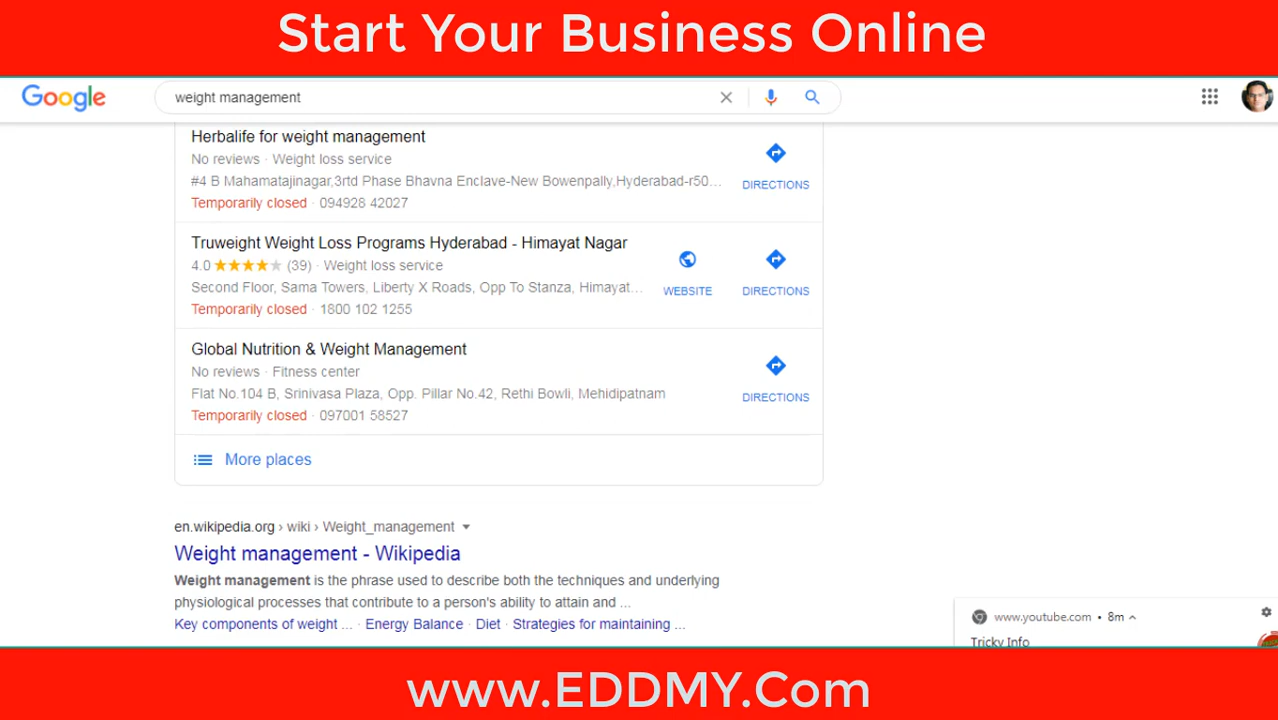 Start Your Business Online
Google
weight management
Herbalife for weight management
No reviews · Weight loss service
#4 B Mahamatajinagar,3rtd Phase Bhavna Enclave-New Bowenpally,Hyderabad-r50...
DIRECTIONS
Temporarily closed · 094928 42027
Truweight Weight Loss Programs Hyderabad - Himayat Nagar
4.0 ★★★★★ (39) · Weight loss service
Second Floor, Sama Towers, Liberty X Roads, Opp To Stanza, Himayat...
WEBSITE DIRECTIONS
Temporarily closed · 1800 102 1255
Global Nutrition & Weight Management
No reviews · Fitness center
Flat No.104 B, Srinivasa Plaza, Opp. Pillar No.42, Rethi Bowli, Mehidipatnam
DIRECTIONS
Temporarily closed · 097001 58527
More places
en.wikipedia.org › wiki › Weight_management
Weight management - Wikipedia
Weight management is the phrase used to describe both the techniques and underlying
physiological processes that contribute to a person's ability to attain and ...
Key components of weight ... · Energy Balance · Diet · Strategies for maintaining ...
www.youtube.com • 8m
Tricky Info
www.EDDMY.Com